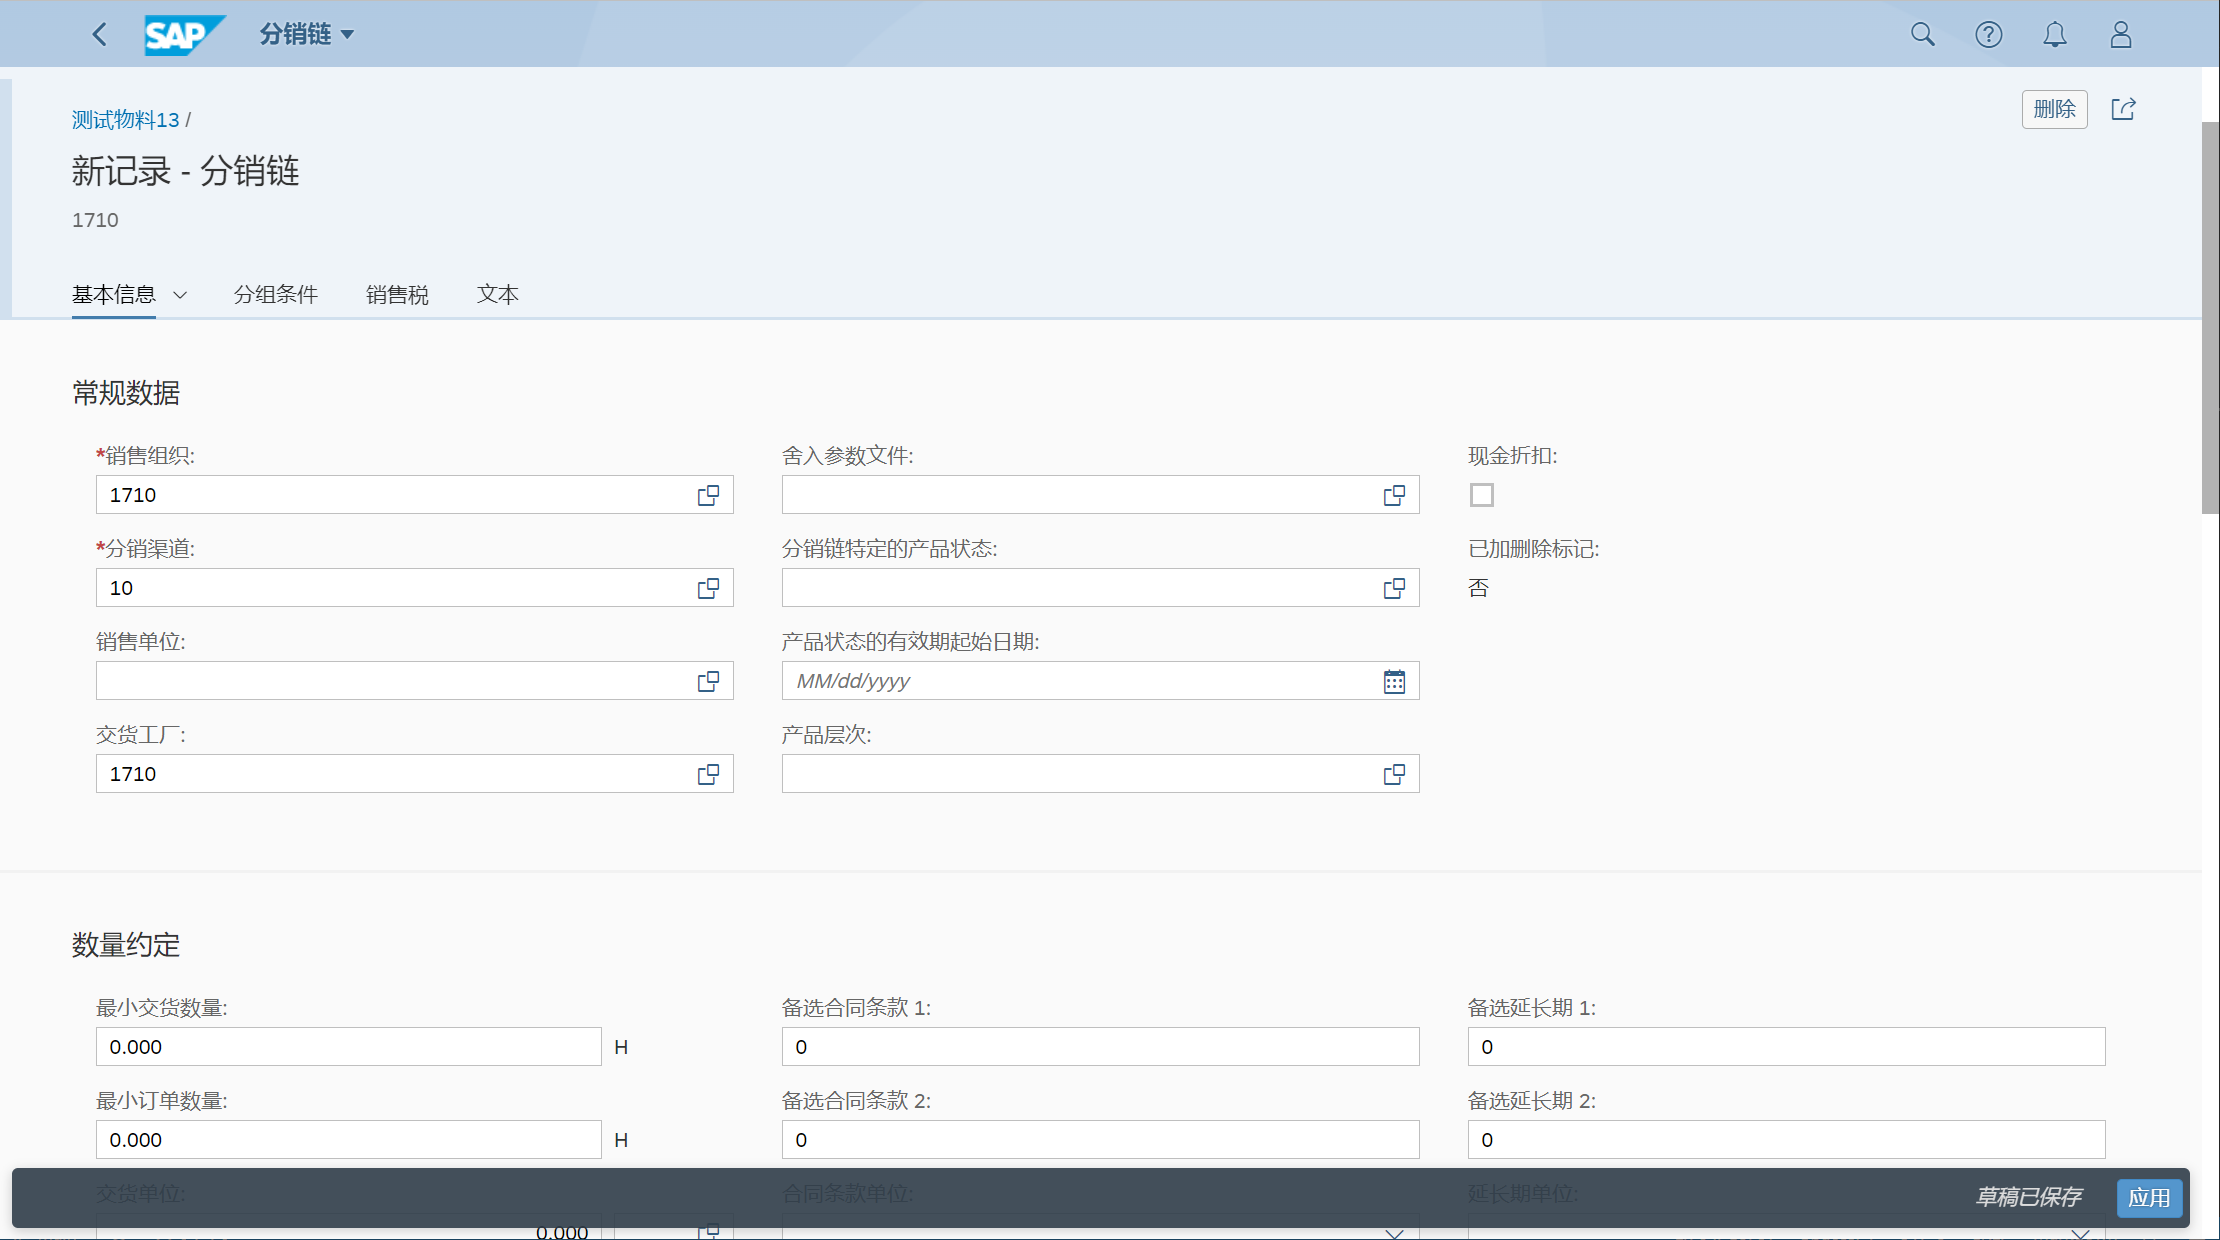 SAP 分销链
测试物料13 /
删除
新记录 - 分销链
1710
基本信息 分组条件 销售税 文本
常规数据
*销售组织: 舍入参数文件: 现金折扣:
1710
*分销渠道: 分销链特定的产品状态: 已加删除标记:
10 否
销售单位: 产品状态的有效期起始日期:
MM/dd/yyyy
交货工厂: 产品层次:
1710
数量约定
最小交货数量: 备选合同条款 1: 备选延长期 1:
0.000 H 0 0
最小订单数量: 备选合同条款 2: 备选延长期 2:
0.000 H 0 0
交货单位: 合同条款单位: 延长期单位:
草稿已保存 应用
0.000